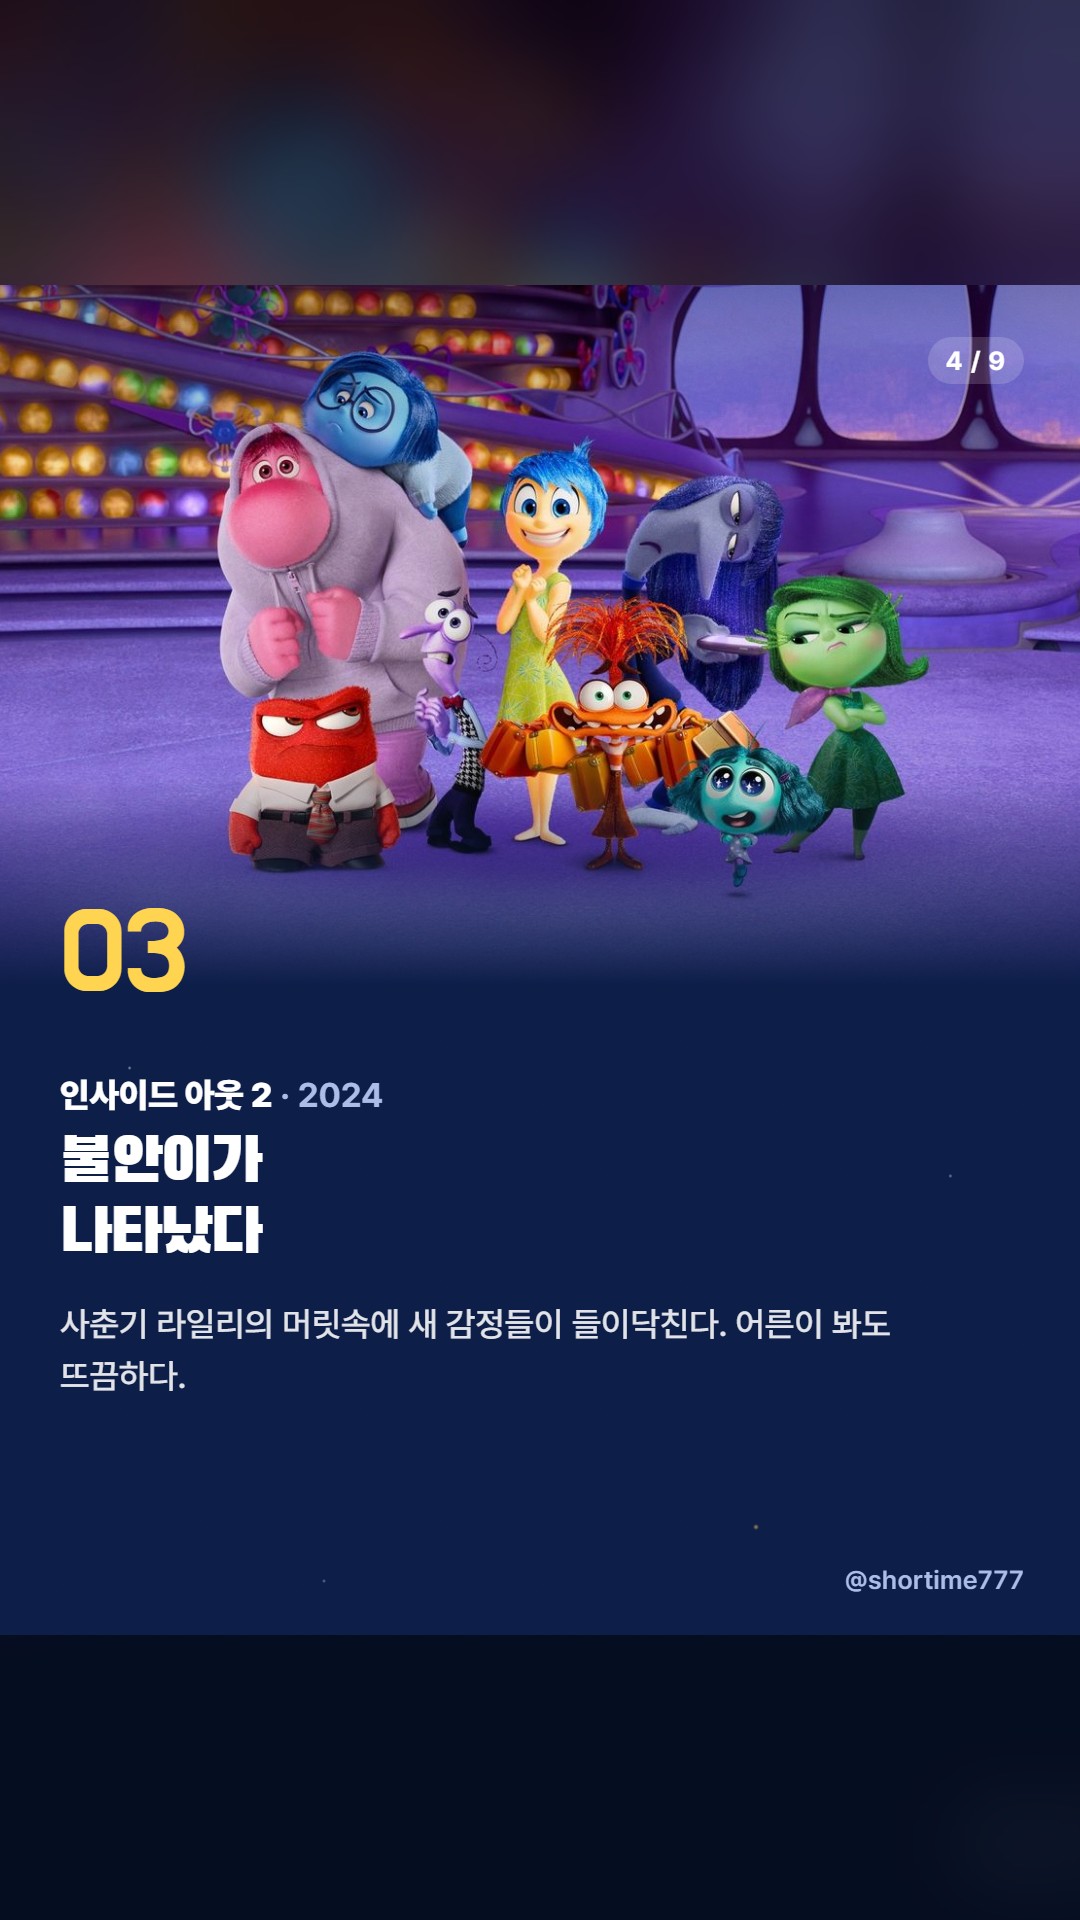 4 / 9
03
인사이드 아웃 2 · 2024
불안이가
나타났다
사춘기 라일리의 머릿속에 새 감정들이 들이닥친다. 어른이 봐도
뜨끔하다.
@shortime777